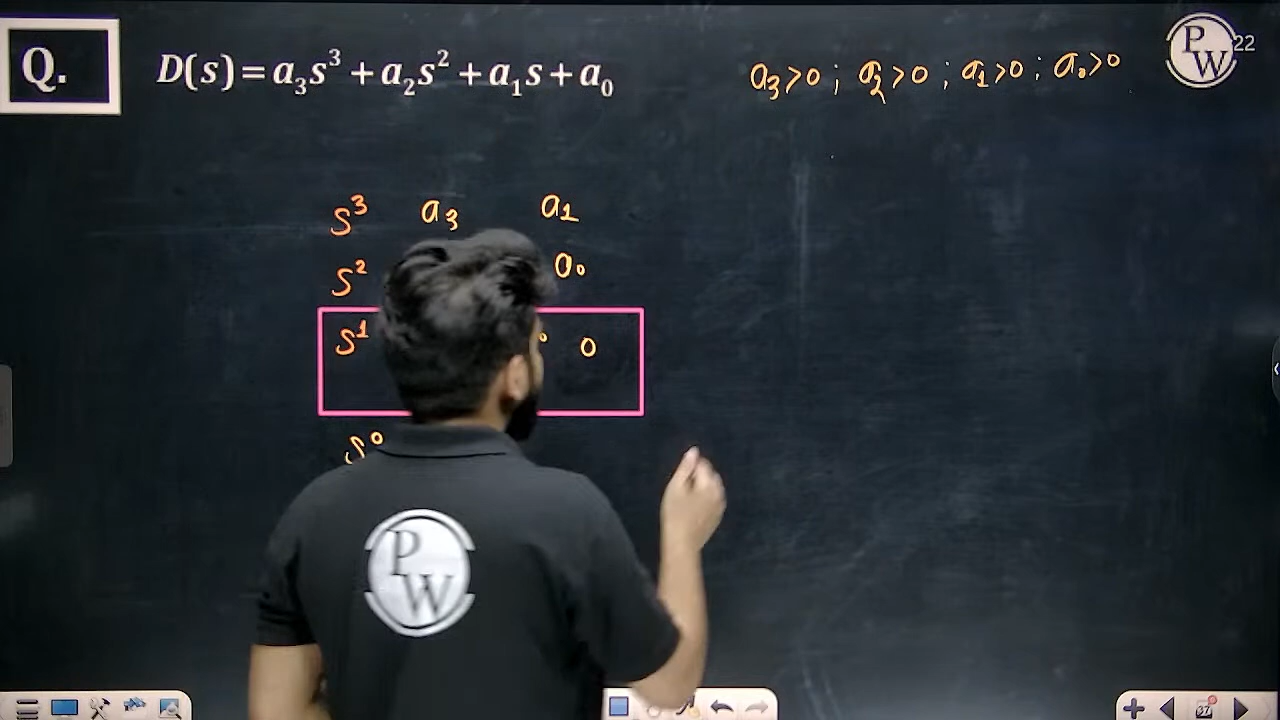 Q. D(s)=a₃s³+a₂s²+a₁s+a₀ a₃>0 ; a₂>0 ; a₁>0 ; a₀>0
PW 22
S³ a₃ a₁
S² a₀
S¹ 0
S⁰
PW
37